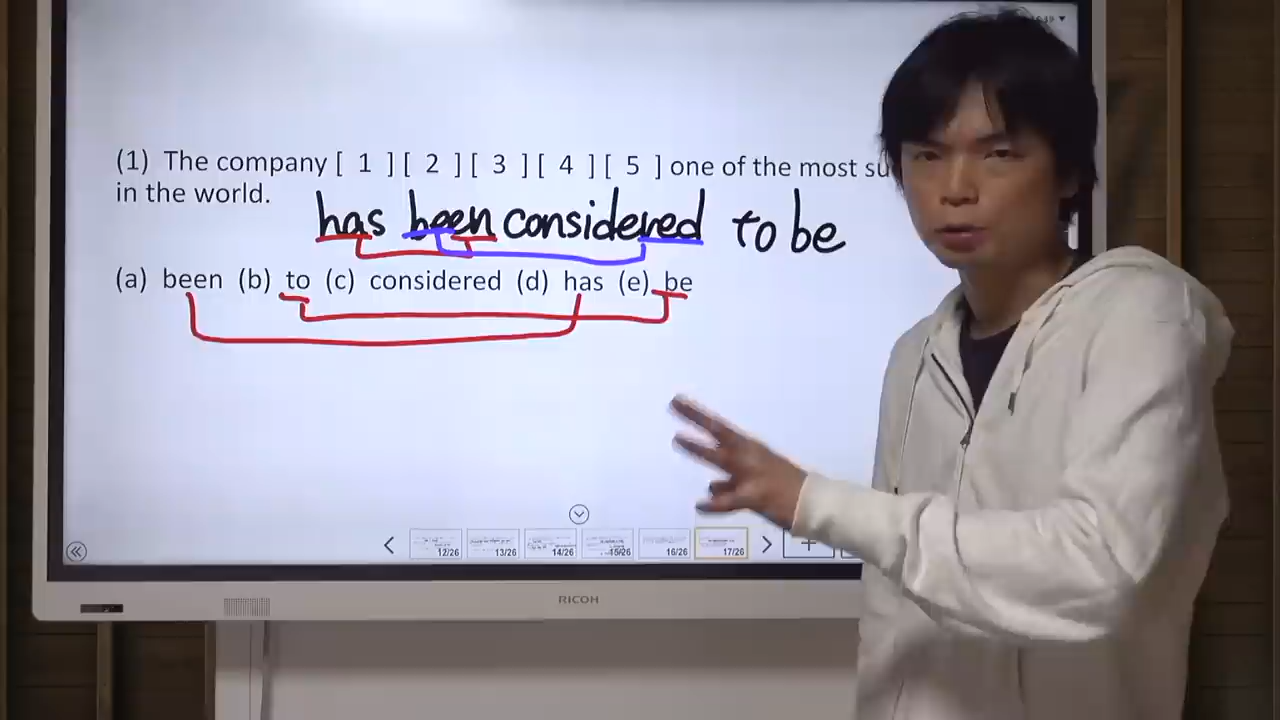 (1) The company [ 1 ] [ 2 ] [ 3 ] [ 4 ] [ 5 ] one of the most su
in the world.
has been considered to be
(a) been (b) to (c) considered (d) has (e) be
12/26 13/26 14/26 15/26 16/26 17/26
RICOH